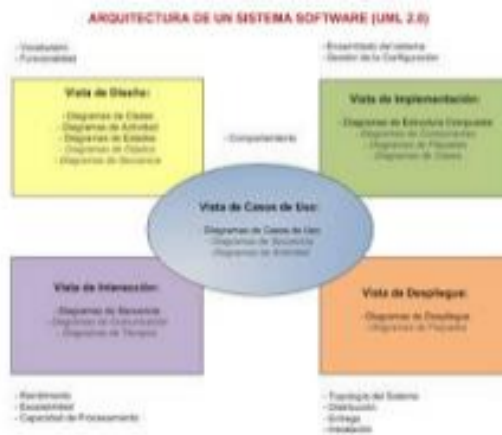 ARQUITECTURA DE UN SISTEMA SOFTWARE (UML 2.0)
- Vocabulario
- Funcionalidad
- Ensamblado del sistema
- Gestión de la Configuración
Vista de Diseño:
- Diagramas de Clases
- Diagramas de Actividad
- Diagramas de Estados
- Diagramas de Objetos
- Diagramas de Secuencia
Vista de Implementación:
- Diagramas de Estructura Compuesta
- Diagramas de Componentes
- Diagramas de Paquetes
- Diagramas de Clases
- Comportamiento
Vista de Casos de Uso:
- Diagramas de Casos de Uso
- Diagramas de Secuencia
- Diagramas de Actividad
Vista de Interacción:
- Diagramas de Secuencia
- Diagramas de Comunicación
- Diagramas de Tiempos
Vista de Despliegue:
- Diagramas de Despliegue
- Diagramas de Paquetes
- Rendimiento
- Escalabilidad
- Capacidad de Procesamiento
- Topología del Sistema
- Distribución
- Entrega
- Instalación